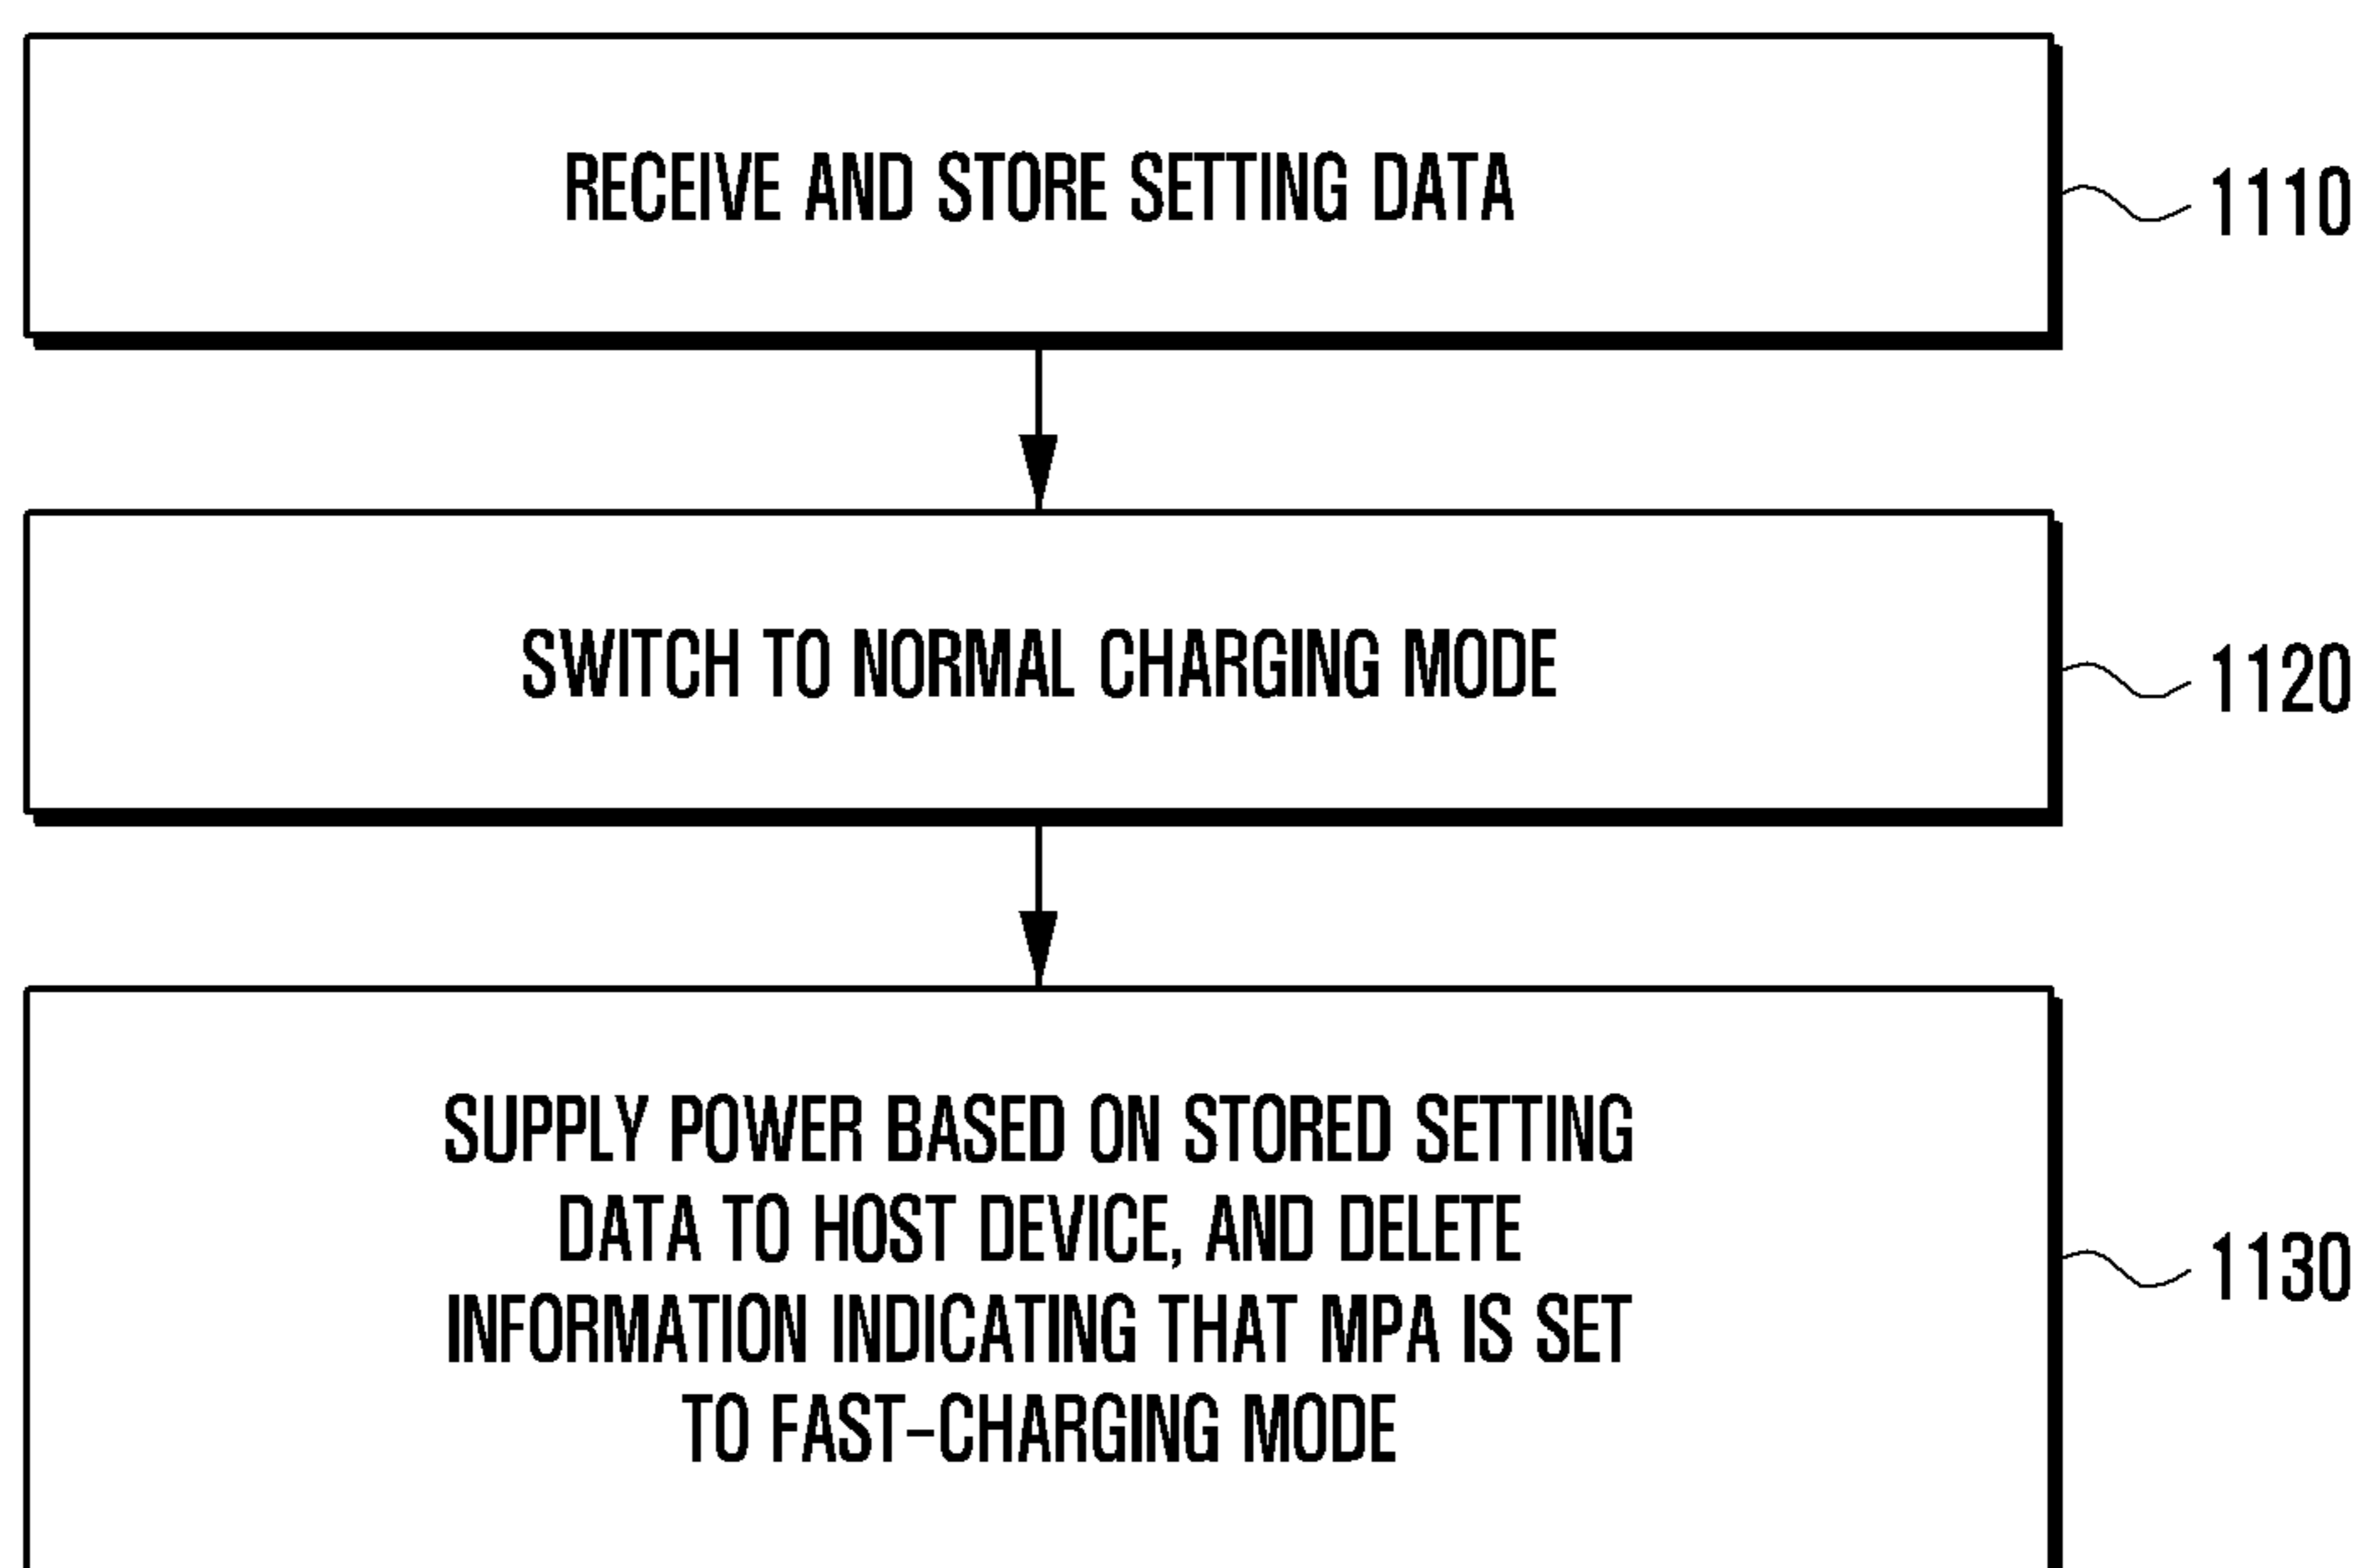 RECEIVE AND STORE SETTING DATA
1110
SWITCH TO NORMAL CHARGING MODE
1120
SUPPLY POWER BASED ON STORED SETTING
DATA TO HOST DEVICE, AND DELETE
INFORMATION INDICATING THAT MPA IS SET
TO FAST-CHARGING MODE
1130